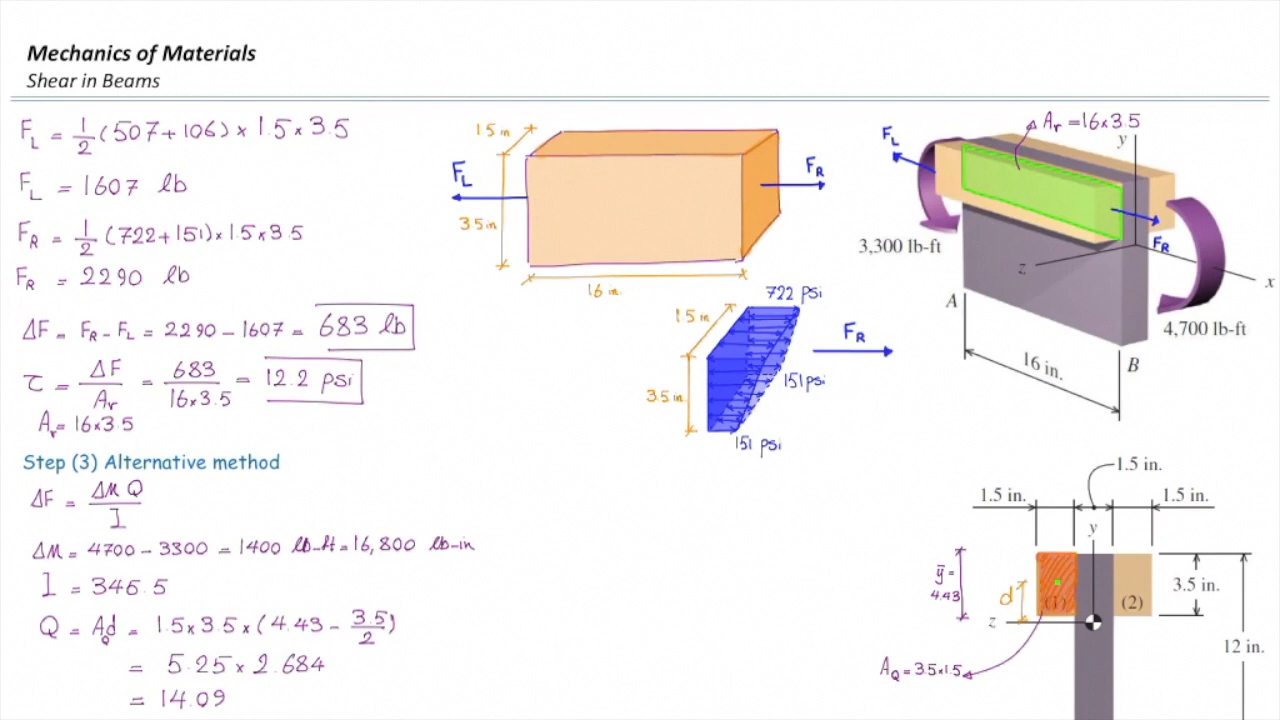 Mechanics of Materials
Shear in Beams
F_L = 1/2 (507+106) × 1.5 × 3.5
F_L = 1607 lb
F_R = 1/2 (722+151) × 1.5 × 3.5
F_R = 2290 lb
ΔF = F_R - F_L = 2290 - 1607 = 683 lb
τ = ΔF/A_r = 683/16×3.5 = 12.2 psi
A_r = 16×3.5
Step (3) Alternative method
ΔF = ΔM Q/I
ΔM = 4700 - 3300 = 1400 lb-ft = 16,800 lb-in
I = 346.5
Q = A_Q d = 1.5 × 3.5 × (4.43 - 3.5/2)
= 5.25 × 2.684
= 14.09
1.5 in
F_L
F_R
3.5 in
16 in.
722 psi
1.5 in
F_R
151 psi
3.5 in.
151 psi
A_r = 16×3.5
y
F_L
3,300 lb-ft
F_R
z
x
A
4,700 lb-ft
16 in.
B
1.5 in.
1.5 in.
1.5 in.
y
ȳ =
4.43
d
(1)
(2)
3.5 in.
z
12 in.
A_Q = 3.5×1.5